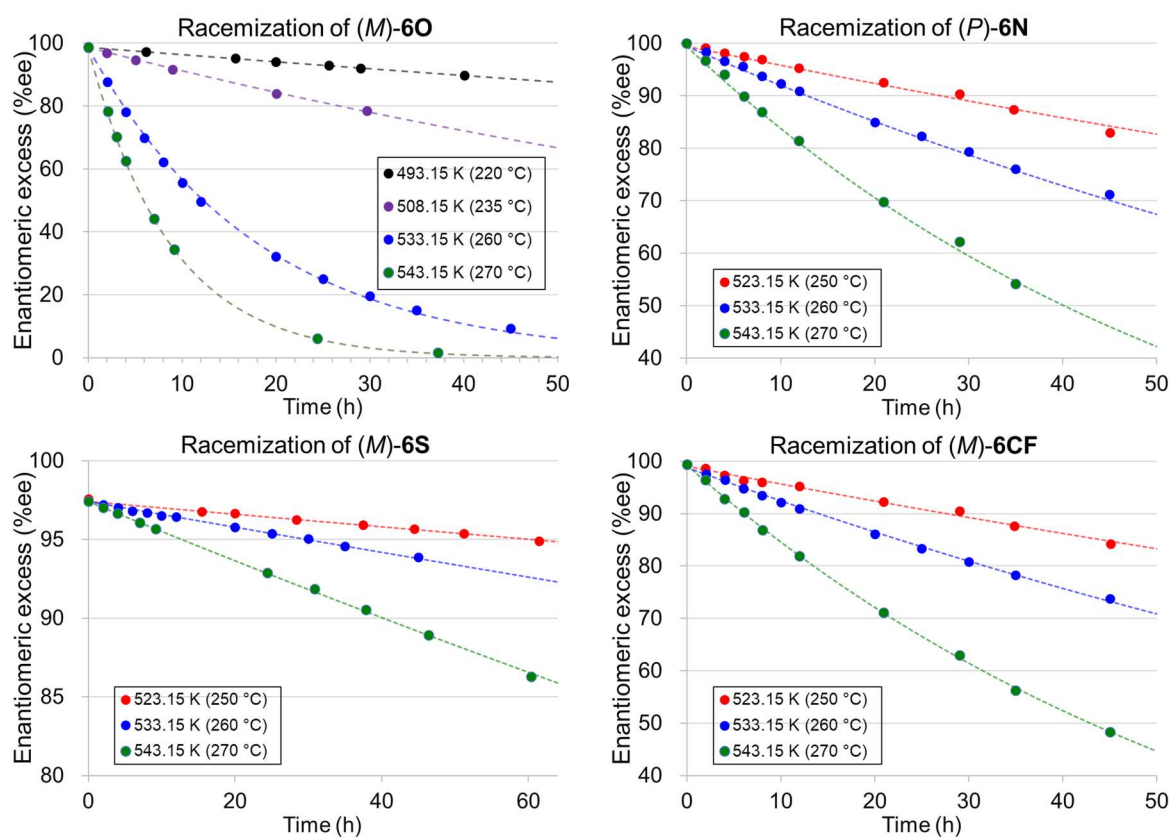 Racemization of (M)-6O
Enantiomeric excess (%ee)
100
80
60
40
20
0
493.15 K (220 °C)
508.15 K (235 °C)
533.15 K (260 °C)
543.15 K (270 °C)
0 10 20 30 40 50
Time (h)
Racemization of (P)-6N
Enantiomeric excess (%ee)
100
90
80
70
60
50
40
523.15 K (250 °C)
533.15 K (260 °C)
543.15 K (270 °C)
0 10 20 30 40 50
Time (h)
Racemization of (M)-6S
Enantiomeric excess (%ee)
100
95
90
85
80
523.15 K (250 °C)
533.15 K (260 °C)
543.15 K (270 °C)
0 20 40 60
Time (h)
Racemization of (M)-6CF
Enantiomeric excess (%ee)
100
90
80
70
60
50
40
523.15 K (250 °C)
533.15 K (260 °C)
543.15 K (270 °C)
0 10 20 30 40 50
Time (h)